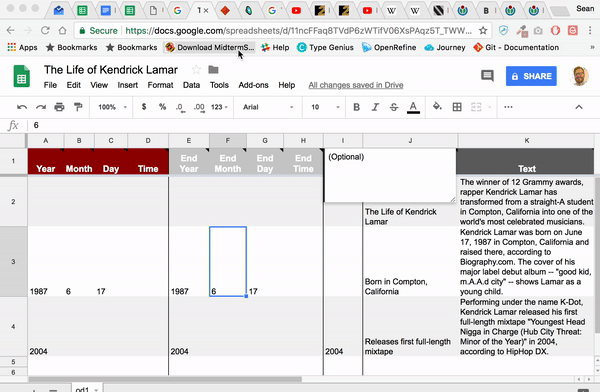 Sean
Secure https://docs.google.com/spreadsheets/d/11ncFFaq8TVdP6zWTifV06XsPAqz5T_TWW...
Apps Bookmarks Bookmarks Download MidtermS... Help Type Genius OpenRefine Journey Git - Documentation
The Life of Kendrick Lamar
File Edit View Insert Format Data Tools Add-ons Help All changes saved in Drive
SHARE
100% $ % .0 .00 123 Arial 10 B I S A
fx 6
A B C D E F G H I J K
1 Year Month Day Time End Year End Month End Day End Time (Optional) Text
2 The Life of Kendrick Lamar
The winner of 12 Grammy awards,
rapper Kendrick Lamar has
transformed from a straight-A student
in Compton, California into one of the
world's most celebrated musicians.
3 1987 6 17 1987 6 17 Born in Compton, California
Kendrick Lamar was born on June
17, 1987 in Compton, California and
raised there, according to
Biography.com. The cover of his
major label debut album -- "good kid,
m.A.A.d city" -- shows Lamar as a
young child.
4 2004 2004 2004 Releases first full-length mixtape
Performing under the name K-Dot,
Kendrick Lamar released his
first full-length mixtape "Youngest Head
Nigga in Charge (Hub City Threat:
Minor of the Year)" in 2004,
according to HipHop DX.
5
6
od1